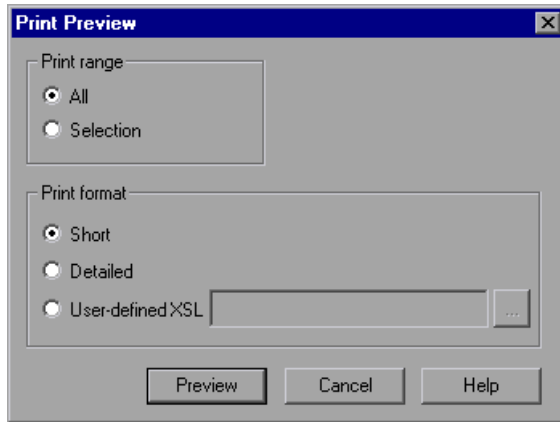 Print Preview
Print range
All
Selection
Print format
Short
Detailed
User-defined XSL ...
Preview Cancel Help